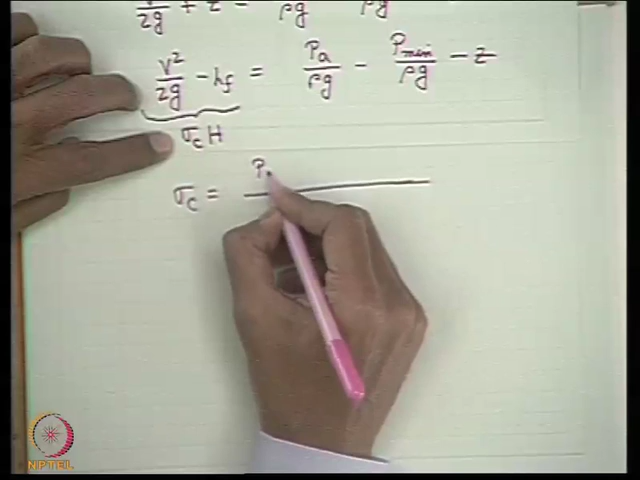 V²/2g + z = /ρg /ρg
V²/2g - h_f = P_a/ρg - P_min/ρg - z
σ_c H
σ_c = P
NPTEL